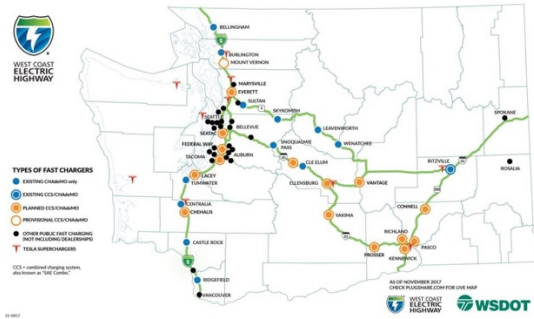 BELLINGHAM
BURLINGTON
MOUNT VERNON
WEST COAST
ELECTRIC
HIGHWAY
MARYSVILLE
EVERETT
SULTAN
SKYKOMISH
SEATTLE
LEAVENWORTH
SPOKANE
BELLEVUE
SEATAC
WENATCHEE
SNOQUALMIE
PASS
FEDERAL WAY
RITZVILLE
TACOMA
AUBURN
CLE ELUM
ROSALIA
TYPES OF FAST CHARGERS
LACEY
ELLENSBURG
VANTAGE
EXISTING CHAdeMO only
TUMWATER
EXISTING CCS/CHAdeMO
CENTRALIA
PLANNED CCS/CHAdeMO
CHEHALIS
YAKIMA
CONNELL
PROVISIONAL CCS/CHAdeMO
OTHER PUBLIC FAST CHARGING
(NOT INCLUDING DEALERSHIPS)
RICHLAND
CASTLE ROCK
PASCO
TESLA SUPERCHARGERS
PROSSER
KENNEWICK
CCS = combined charging system,
also known as "SAE Combo."
RIDGEFIELD
AS OF NOVEMBER 2017
CHECK PLUGSHARE.COM FOR LIVE MAP
VANCOUVER
WEST COAST
ELECTRIC
HIGHWAY
WSDOT